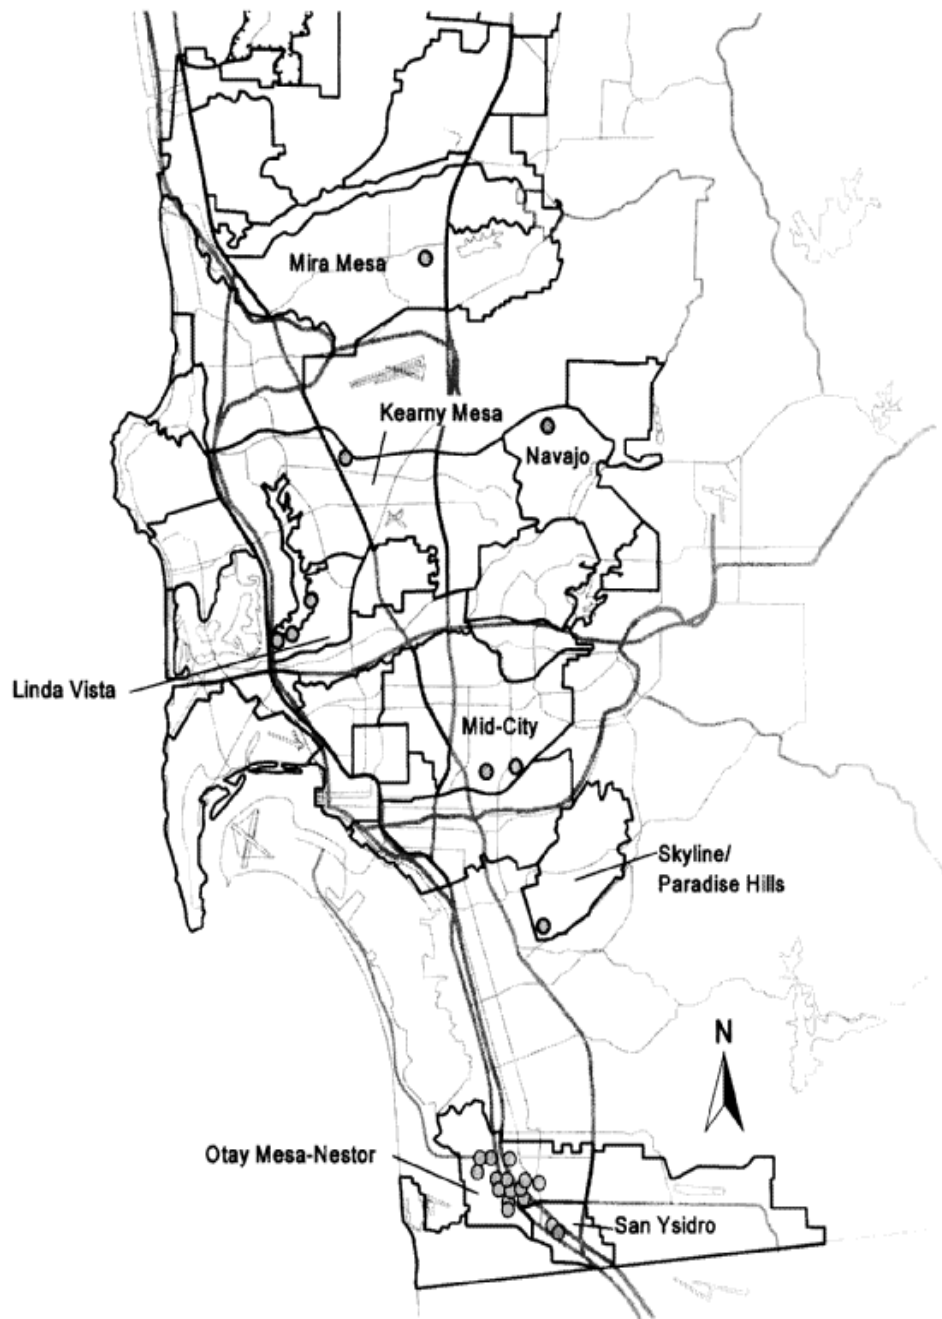 Mira Mesa
Kearny Mesa
Navajo
Linda Vista
Mid-City
Skyline/
Paradise Hills
N
Otay Mesa-Nestor
San Ysidro